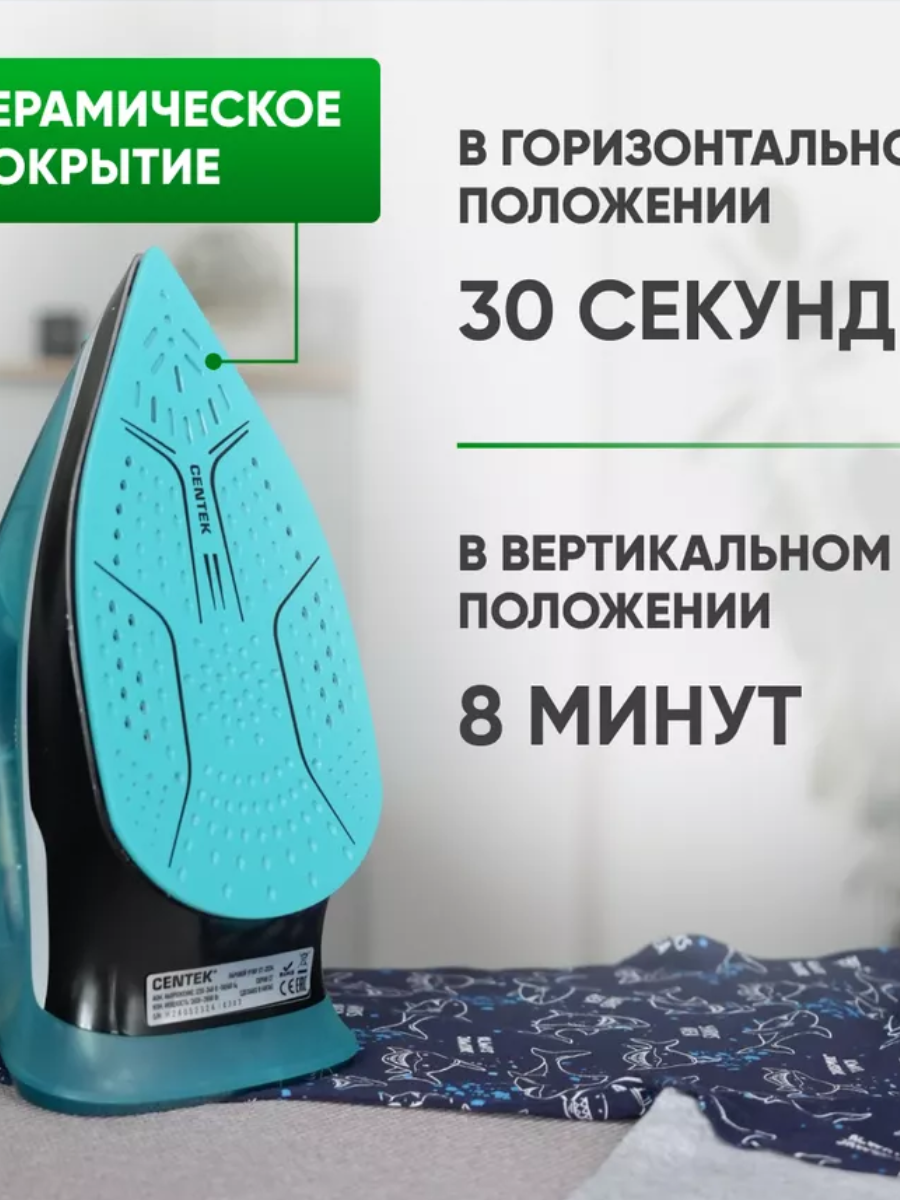 ЕРАМИЧЕСКОЕ
ОКРЫТИЕ
В ГОРИЗОНТАЛЬНО
ПОЛОЖЕНИИ
30 СЕКУНД
В ВЕРТИКАЛЬНОМ
ПОЛОЖЕНИИ
8 МИНУТ
CENTEK
CENTEK